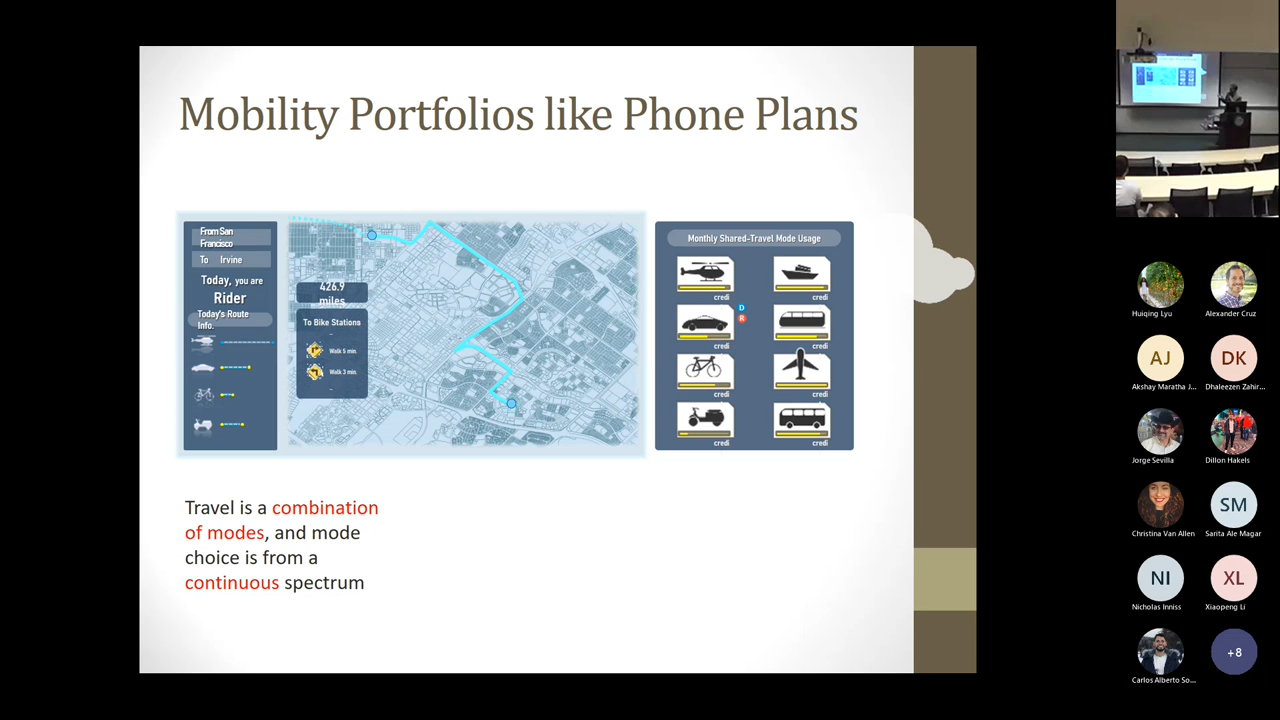 Mobility Portfolios like Phone Plans
From San
Francisco
To Irvine
Today, you are
Rider
Today's Route
Info.
426.9
miles
To Bike Stations
Walk 5 min.
Walk 3 min.
Monthly Shared-Travel Mode Usage
credi
credi
D
R
credi
credi
credi
credi
credi
credi
Travel is a combination
of modes, and mode
choice is from a
continuous spectrum
Huiqing Lyu
Alexander Cruz
AJ
DK
Akshay Maratha J...
Dhaleezen Zahir...
Jorge Sevilla
Dillon Hakels
SM
Christina Van Allen
Sarita Ale Magar
NI
XL
Nicholas Inniss
Xiaopeng Li
+8
Carlos Alberto So...